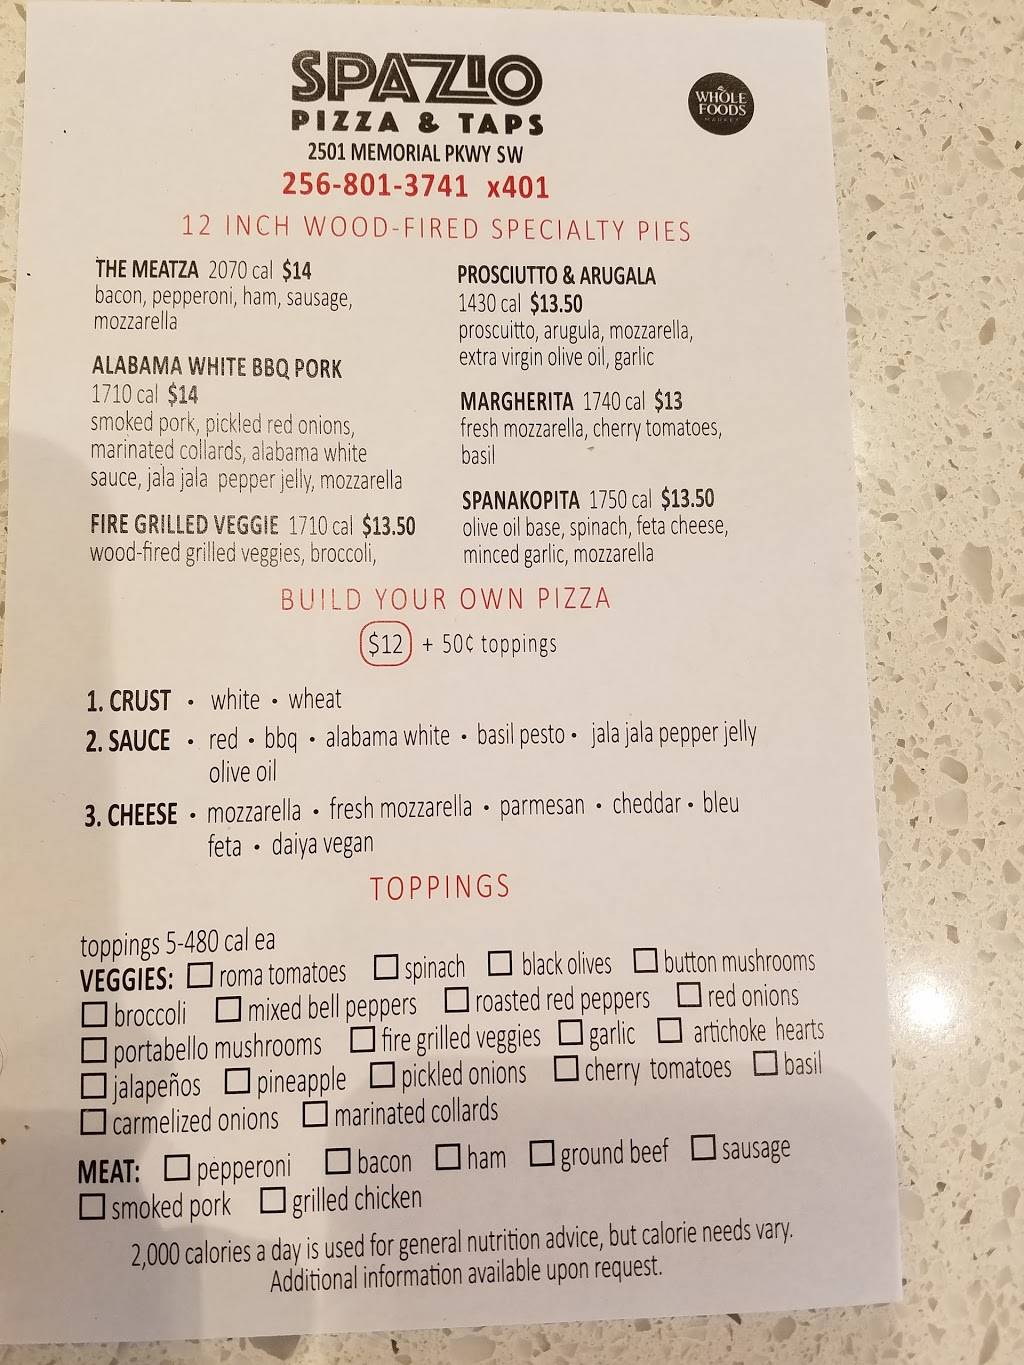 SPAZIO
PIZZA & TAPS
WHOLE
FOODS
MARKET
2501 MEMORIAL PKWY SW
256-801-3741 x401
12 INCH WOOD-FIRED SPECIALTY PIES
THE MEATZA 2070 cal $14
bacon, pepperoni, ham, sausage,
mozzarella
ALABAMA WHITE BBQ PORK
1710 cal $14
smoked pork, pickled red onions,
marinated collards, alabama white
sauce, jala jala pepper jelly, mozzarella
FIRE GRILLED VEGGIE 1710 cal $13.50
wood-fired grilled veggies, broccoli,
PROSCIUTTO & ARUGALA
1430 cal $13.50
proscuitto, arugula, mozzarella,
extra virgin olive oil, garlic
MARGHERITA 1740 cal $13
fresh mozzarella, cherry tomatoes,
basil
SPANAKOPITA 1750 cal $13.50
olive oil base, spinach, feta cheese,
minced garlic, mozzarella
BUILD YOUR OWN PIZZA
$12 + 50¢ toppings
1. CRUST • white • wheat
2. SAUCE • red • bbq • alabama white • basil pesto • jala jala pepper jelly
olive oil
3. CHEESE • mozzarella • fresh mozzarella • parmesan • cheddar • bleu
feta • daiya vegan
TOPPINGS
toppings 5-480 cal ea
VEGGIES: ☐ roma tomatoes ☐ spinach ☐ black olives ☐ button mushrooms
☐ broccoli ☐ mixed bell peppers ☐ roasted red peppers ☐ red onions
☐ portabello mushrooms ☐ fire grilled veggies ☐ garlic ☐ artichoke hearts
☐ jalapeños ☐ pineapple ☐ pickled onions ☐ cherry tomatoes ☐ basil
☐ carmelized onions ☐ marinated collards
MEAT: ☐ pepperoni ☐ bacon ☐ ham ☐ ground beef ☐ sausage
☐ smoked pork ☐ grilled chicken
2,000 calories a day is used for general nutrition advice, but calorie needs vary.
Additional information available upon request.